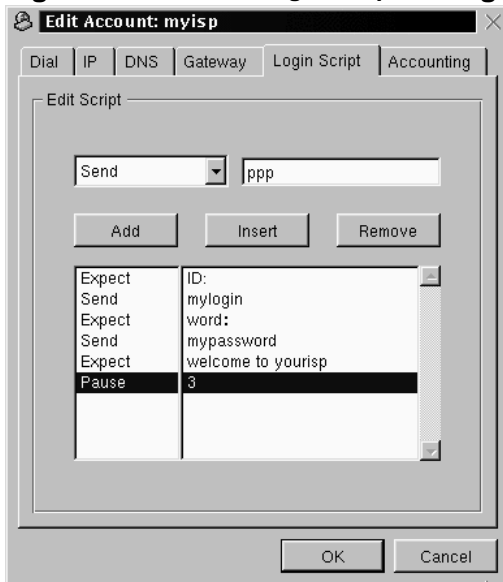 Edit Account: myisp
Dial IP DNS Gateway Login Script Accounting
Edit Script
Send ppp
Add Insert Remove
Expect ID:
Send mylogin
Expect word:
Send mypassword
Expect welcome to yourisp
Pause 3
OK Cancel